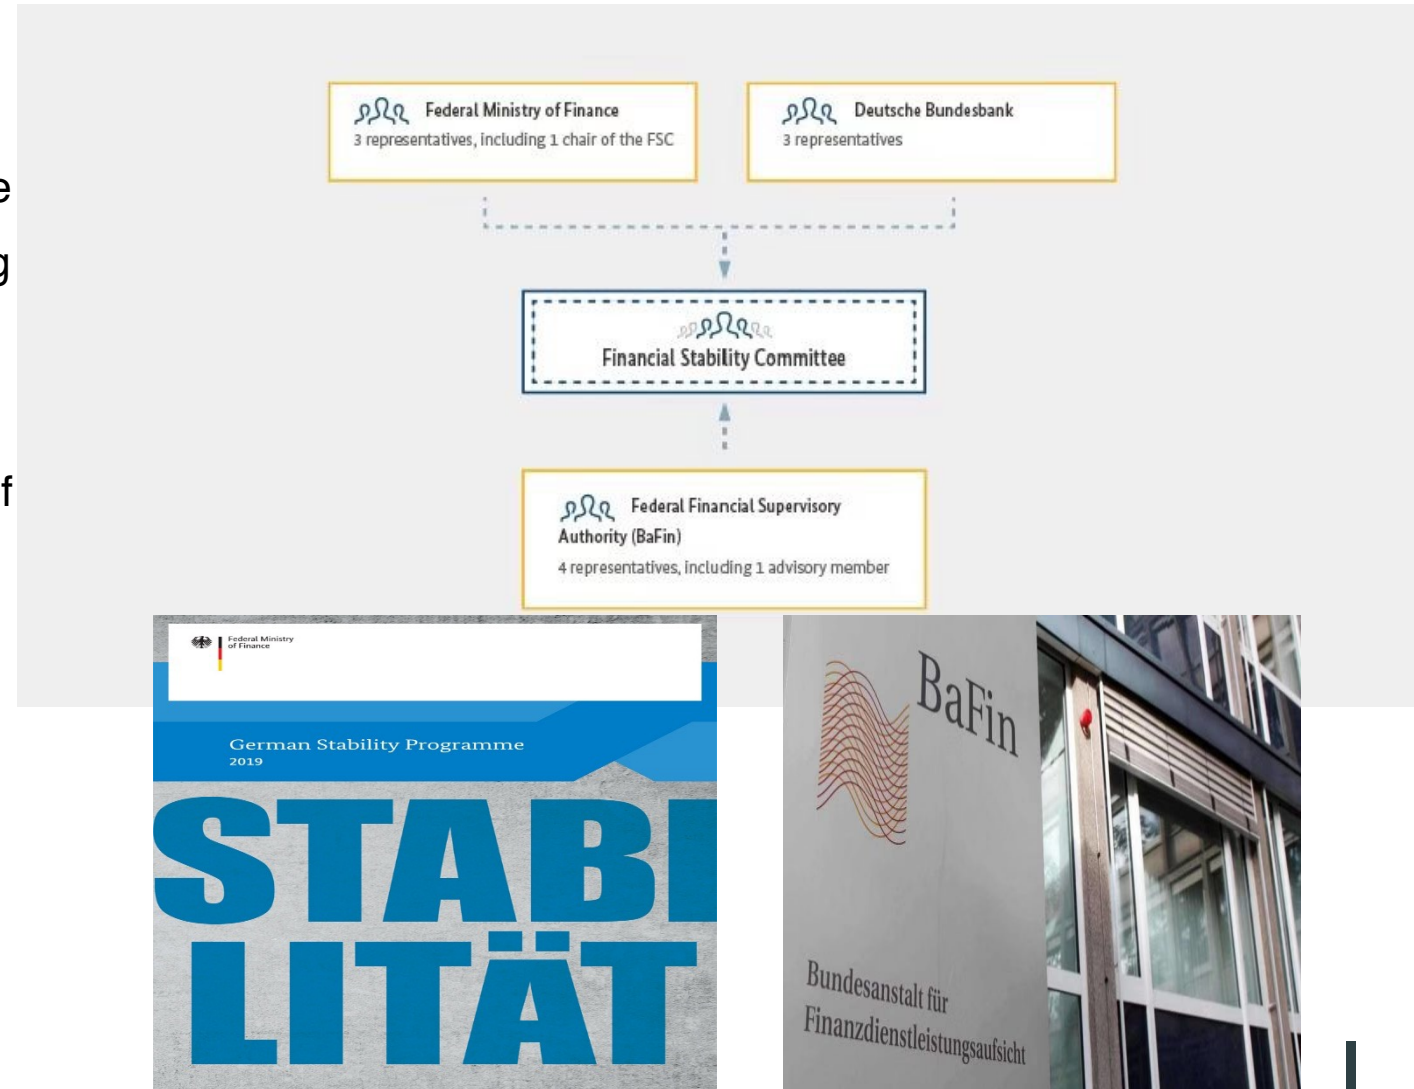 e
g
f
Federal Ministry of Finance
3 representatives, including 1 chair of the FSC
Deutsche Bundesbank
3 representatives
Financial Stability Committee
Federal Financial Supervisory
Authority (BaFin)
4 representatives, including 1 advisory member
Federal Ministry
of Finance
German Stability Programme
2019
STABI
LITÄT
BaFin
Bundesanstalt für
Finanzdienstleistungsaufsicht